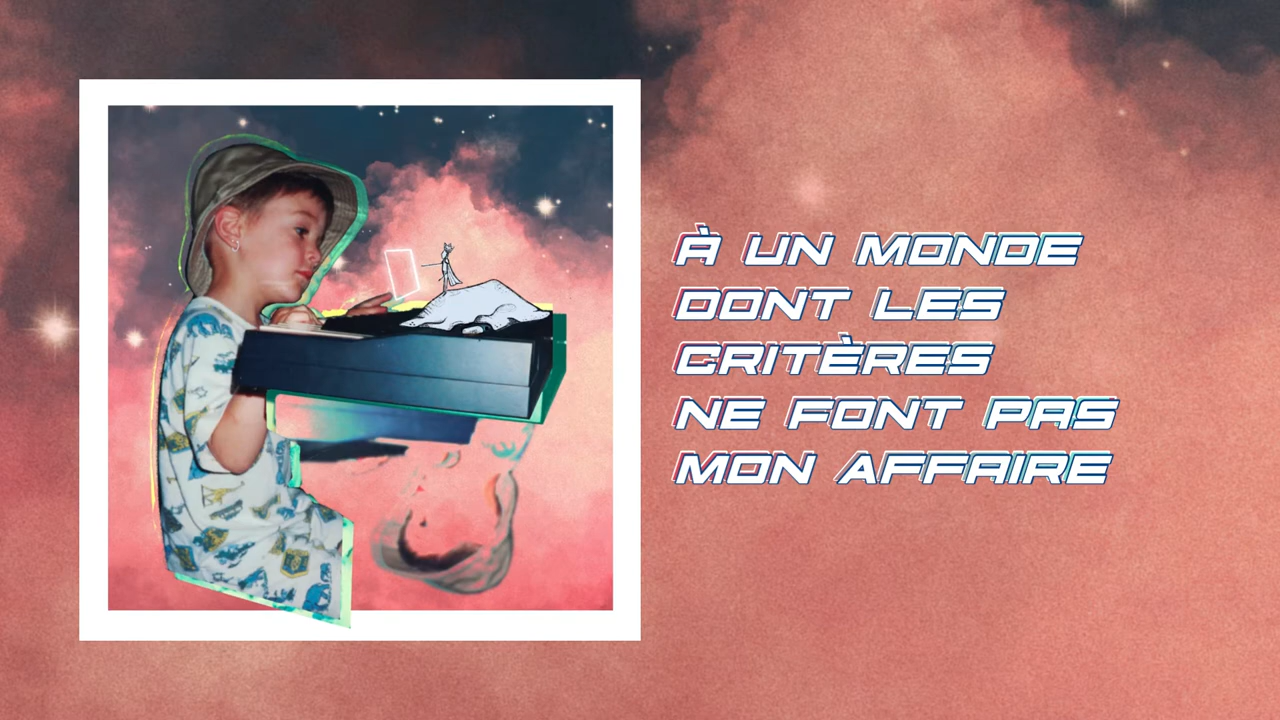 À UN MONDE
DONT LES
CRITÈRES
NE FONT PAS
MON AFFAIRE